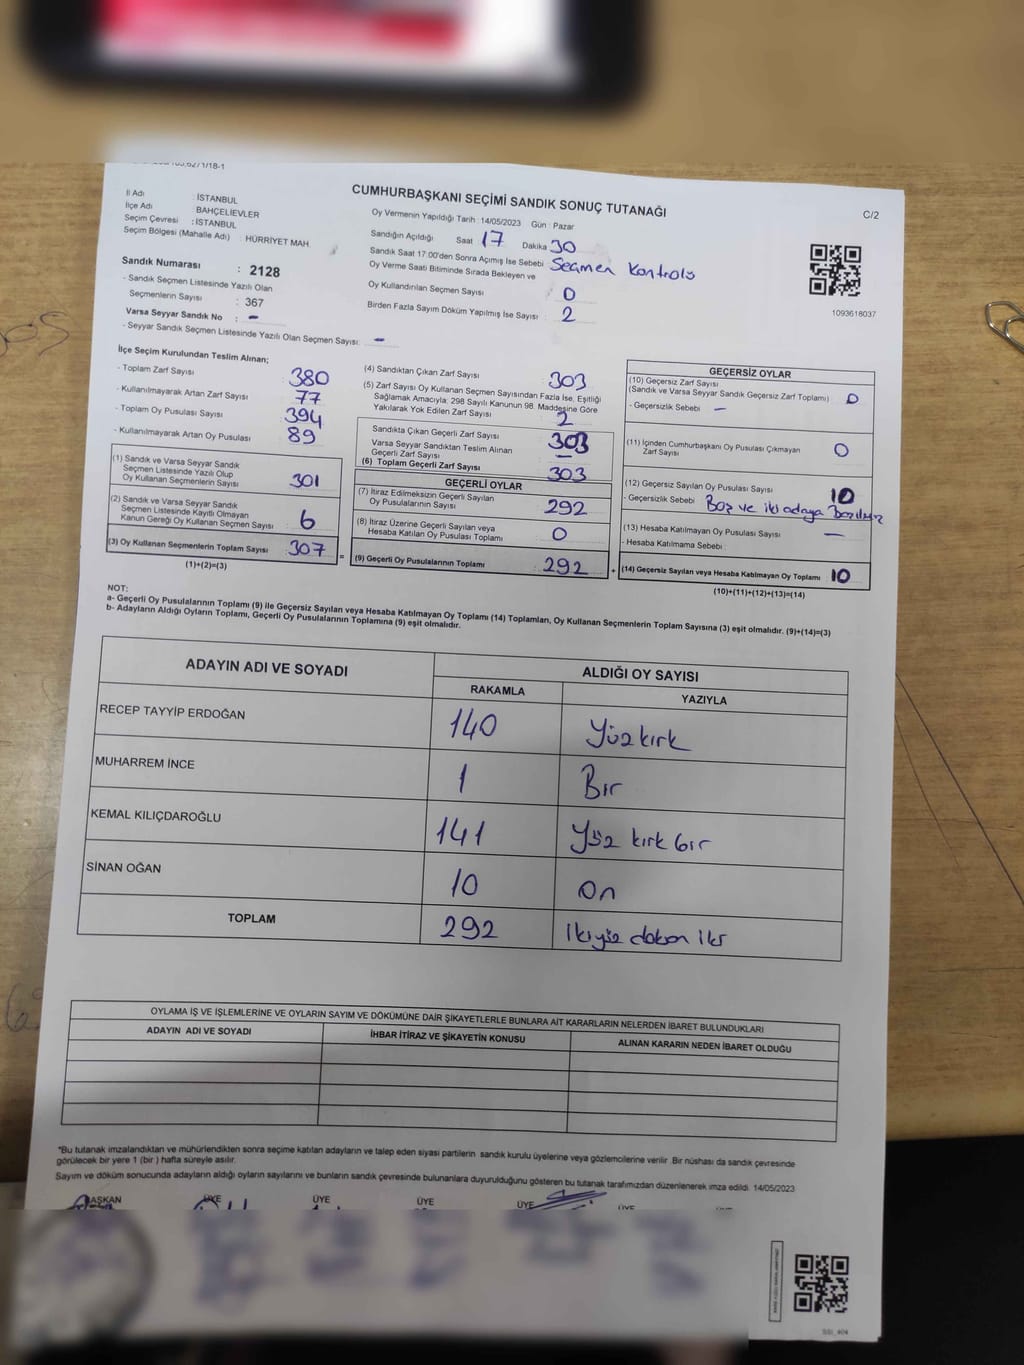 CUMHURBAŞKANI SEÇİMİ SANDIK SONUÇ TUTANAĞI
C/2
İl Adı : İSTANBUL
İlçe Adı : BAHÇELİEVLER
Seçim Çevresi : İSTANBUL
Seçim Bölgesi (Mahalle Adı) : HÜRRİYET MAH
Sandık Numarası : 2128
- Sandık Seçmen Listesinde Yazılı Olan
Seçmenlerin Sayısı : 367
Varsa Seyyar Sandık No : -
- Seyyar Sandık Seçmen Listesinde Yazılı Olan Seçmen Sayısı: -
Oy Vermenin Yapıldığı Tarih : 14/05/2023 Gün : Pazar
Sandığın Açıldığı Saat 17 Dakika 30
Sandık Saat 17:00'den Sonra Açımış İse Sebebi Seçmen Kontrolü
Oy Verme Saati Bitiminde Sırada Bekleyen ve
Oy Kullandırılan Seçmen Sayısı 0
Birden Fazla Sayım Döküm Yapılmış İse Sayısı 2
1093618037
İlçe Seçim Kurulundan Teslim Alınan;
- Toplam Zarf Sayısı 380
- Kullanılmayarak Artan Zarf Sayısı 77
- Toplam Oy Pusulası Sayısı 394
- Kullanılmayarak Artan Oy Pusulası 89
(1) Sandık ve Varsa Seyyar Sandık
Seçmen Listesinde Yazılı Olup
Oy Kullanan Seçmenlerin Sayısı 301
(2) Sandık ve Varsa Seyyar Sandık
Seçmen Listesinde Kayıtlı Olmayan
Kanun Gereği Oy Kullanan Seçmen Sayısı 6
(3) Oy Kullanan Seçmenlerin Toplam Sayısı 307
(1)+(2)=(3)
(4) Sandıktan Çıkan Zarf Sayısı 303
(5) Zarf Sayısı Oy Kullanan Seçmen Sayısından Fazla İse, Eşitliği
Sağlamak Amacıyla; 298 Sayılı Kanunun 98. Maddesine Göre
Yakılarak Yok Edilen Zarf Sayısı 2
Sandıkta Çıkan Geçerli Zarf Sayısı 303
Varsa Seyyar Sandıktan Teslim Alınan
Geçerli Zarf Sayısı -
(6) Toplam Geçerli Zarf Sayısı 303
GEÇERLİ OYLAR
(7) İtiraz Edilmeksizin Geçerli Sayılan
Oy Pusulalarının Sayısı 292
(8) İtiraz Üzerine Geçerli Sayılan veya
Hesaba Katılan Oy Pusulası Toplamı 0
= (9) Geçerli Oy Pusulalarının Toplamı 292 +
GEÇERSİZ OYLAR
(10) Geçersiz Zarf Sayısı
(Sandık ve Varsa Seyyar Sandık Geçersiz Zarf Toplamı) 0
- Geçersizlik Sebebi -
(11) İçinden Cumhurbaşkanı Oy Pusulası Çıkmayan
Zarf Sayısı 0
(12) Geçersiz Sayılan Oy Pusulası Sayısı 10
- Geçersizlik Sebebi Boş ve iki adaya
(13) Hesaba Katılmayan Oy Pusulası Sayısı -
- Hesaba Katılmama Sebebi
(14) Geçersiz Sayılan veya Hesaba Katılmayan Oy Toplamı 10
(10)+(11)+(12)+(13)=(14)
NOT:
a- Geçerli Oy Pusulalarının Toplamı (9) ile Geçersiz Sayılan veya Hesaba Katılmayan Oy Toplamı (14) Toplamları, Oy Kullanan Seçmenlerin Toplam Sayısına (3) eşit olmalıdır. (9)+(14)=(3)
b- Adayların Aldığı Oyların Toplamı, Geçerli Oy Pusulalarının Toplamına (9) eşit olmalıdır.
ADAYIN ADI VE SOYADI ALDIĞI OY SAYISI
RAKAMLA YAZIYLA
RECEP TAYYİP ERDOĞAN 140 Yüzkırk
MUHARREM İNCE 1 Bir
KEMAL KILIÇDAROĞLU 141 Yüz kırk bir
SİNAN OĞAN 10 On
TOPLAM 292 İkiyüz doksan iki
OYLAMA İŞ VE İŞLEMLERİNE VE OYLARIN SAYIM VE DÖKÜMÜNE DAİR ŞİKAYETLERLE BUNLARA AİT KARARLARIN NELERDEN İBARET BULUNDUKLARI
ADAYIN ADI VE SOYADI İHBAR İTİRAZ VE ŞİKAYETİN KONUSU ALINAN KARARIN NEDEN İBARET OLDUĞU
"Bu tutanak imzalandıktan ve mühürlendikten sonra seçime katılan adayların ve talep eden siyasi partilerin sandık kurulu üyelerine veya gözlemcilerine verilir. Bir nüshası da sandık çevresinde
görülecek bir yere 1 (bir) hafta süreyle asılır.
Sayım ve döküm sonucunda adayların aldığı oyların sayılarını ve bunların sandık çevresinde bulunanlara duyurulduğunu gösteren bu tutanak tarafımızdan düzenlenerek imza edildi. 14/05/2023
BAŞKAN ÜYE ÜYE ÜYE ÜYE ÜYE ÜYE